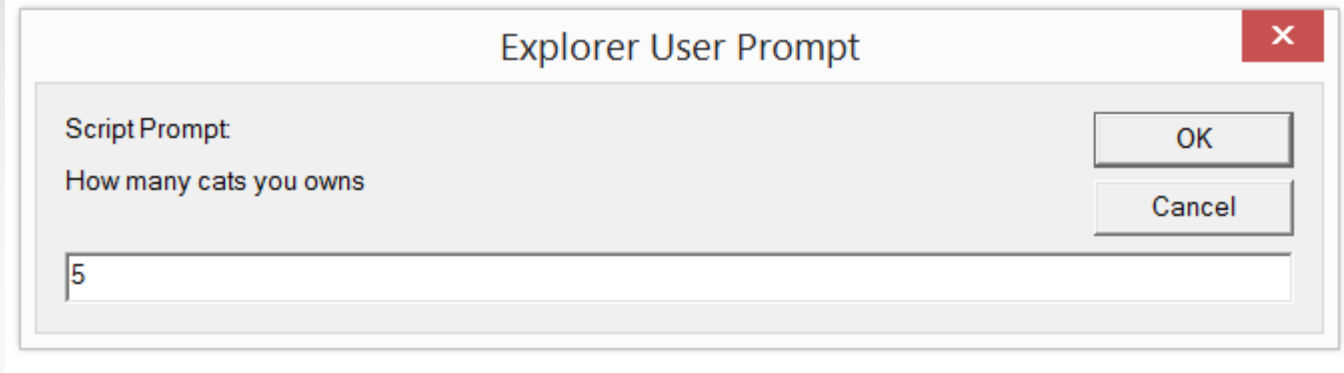 Explorer User Prompt
Script Prompt:
OK
How many cats you owns
Cancel
5